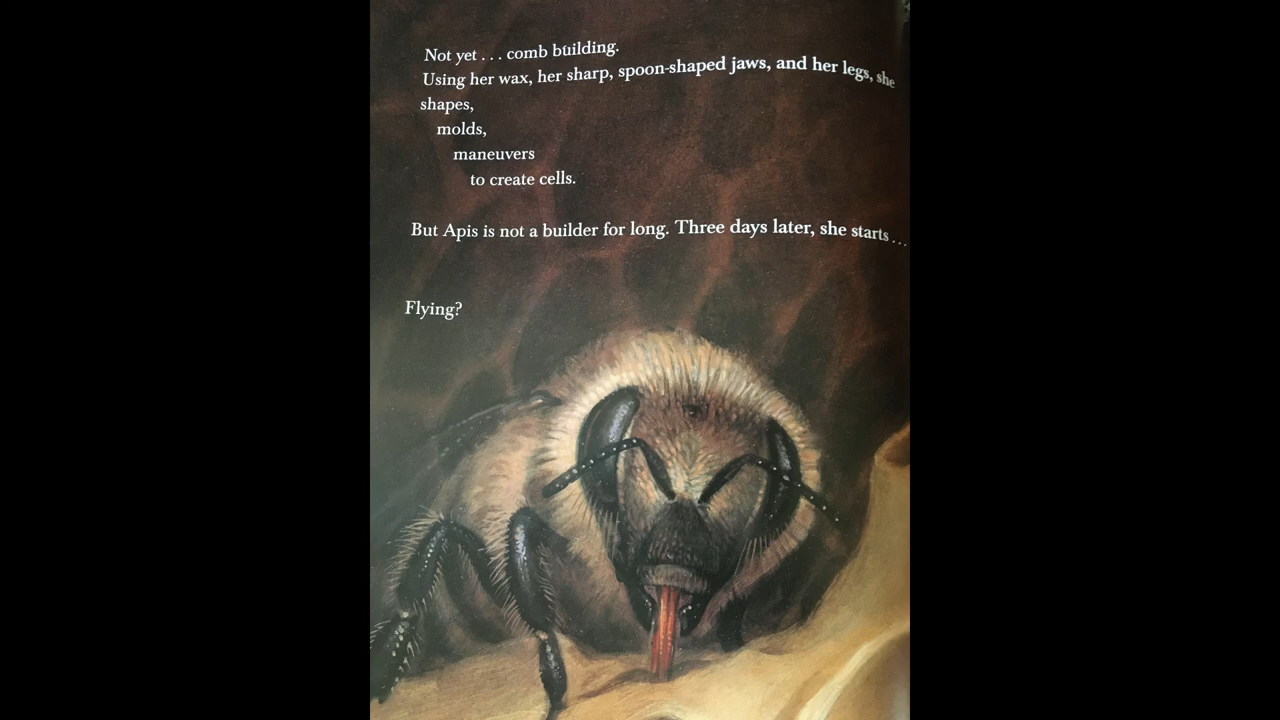 Not yet . . . comb building.
Using her wax, her sharp, spoon-shaped jaws, and her legs, she
shapes,
molds,
maneuvers
to create cells.
But Apis is not a builder for long. Three days later, she starts . . .
Flying?